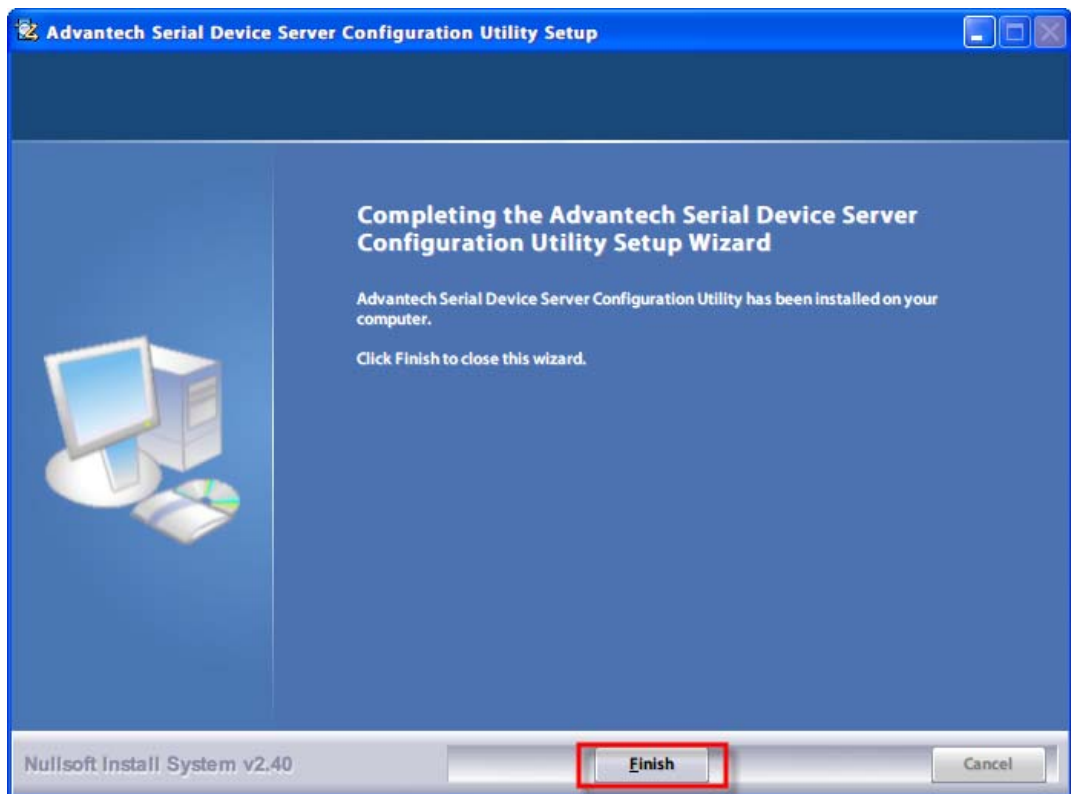 Advantech Serial Device Server Configuration Utility Setup
Completing the Advantech Serial Device Server
Configuration Utility Setup Wizard
Advantech Serial Device Server Configuration Utility has been installed on your
computer.
Click Finish to close this wizard.
Nullsoft Install System v2.40
Finish
Cancel